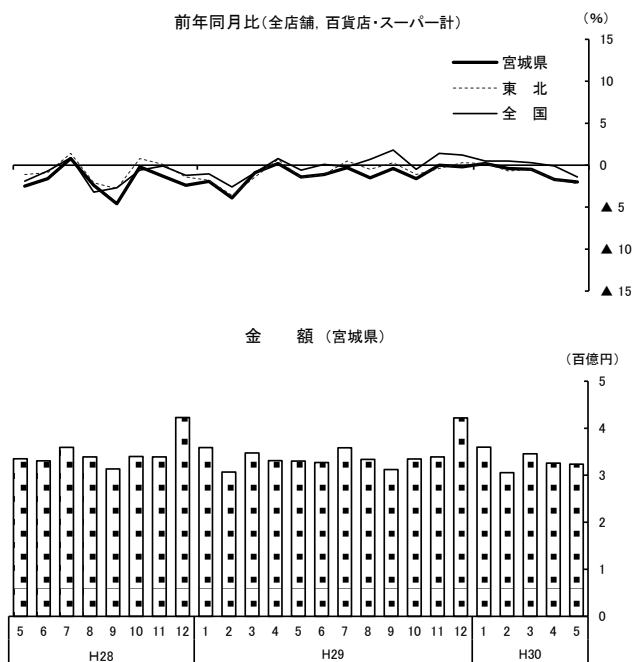 前年同月比(全店舗, 百貨店・スーパー計)
(%)
15
10
5
0
▲ 5
▲ 10
▲ 15
宮城県
東　北
全　国
金　　額 (宮城県)
(百億円)
5
4
3
2
1
0
5 6 7 8 9 10 11 12 1 2 3 4 5 6 7 8 9 10 11 12 1 2 3 4 5
H28 H29 H30